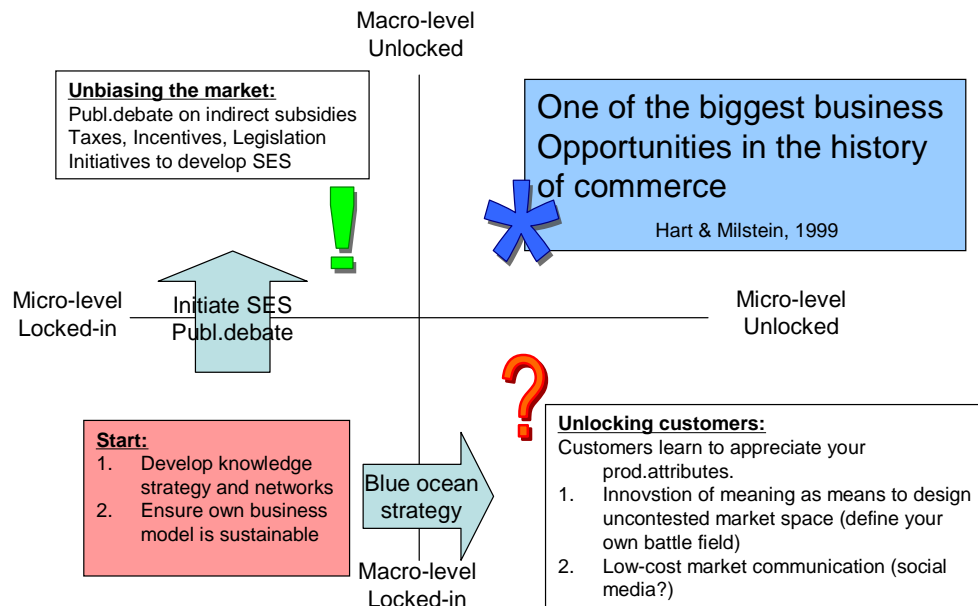 Macro-level
Unlocked
Unbiasing the market:
Publ.debate on indirect subsidies
Taxes, Incentives, Legislation
Initiatives to develop SES
!
One of the biggest business
Opportunities in the history
of commerce
*
Hart & Milstein, 1999
Micro-level
Locked-in
Initiate SES
Publ.debate
Micro-level
Unlocked
?
Start:
1. Develop knowledge
strategy and networks
2. Ensure own business
model is sustainable
Blue ocean
strategy
Unlocking customers:
Customers learn to appreciate your
prod.attributes.
1. Innovstion of meaning as means to design
uncontested market space (define your
own battle field)
2. Low-cost market communication (social
media?)
Macro-level
Locked-in